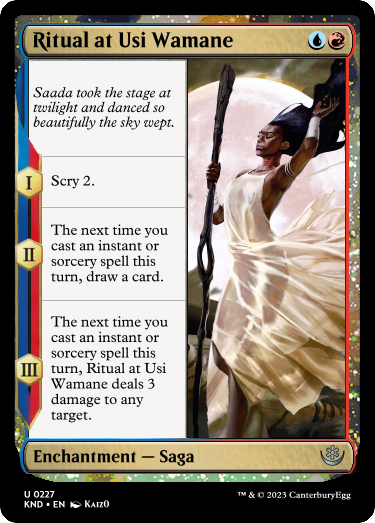 Ritual at Usi Wamane
Saada took the stage at
twilight and danced so
beautifully the sky wept.
I
Scry 2.
II
The next time you
cast an instant or
sorcery spell this
turn, draw a card.
III
The next time you
cast an instant or
sorcery spell this
turn, Ritual at Usi
Wamane deals 3
damage to any
target.
Enchantment — Saga
U 0227
KND • EN Kaiz0
™ & © 2023 CanterburyEgg